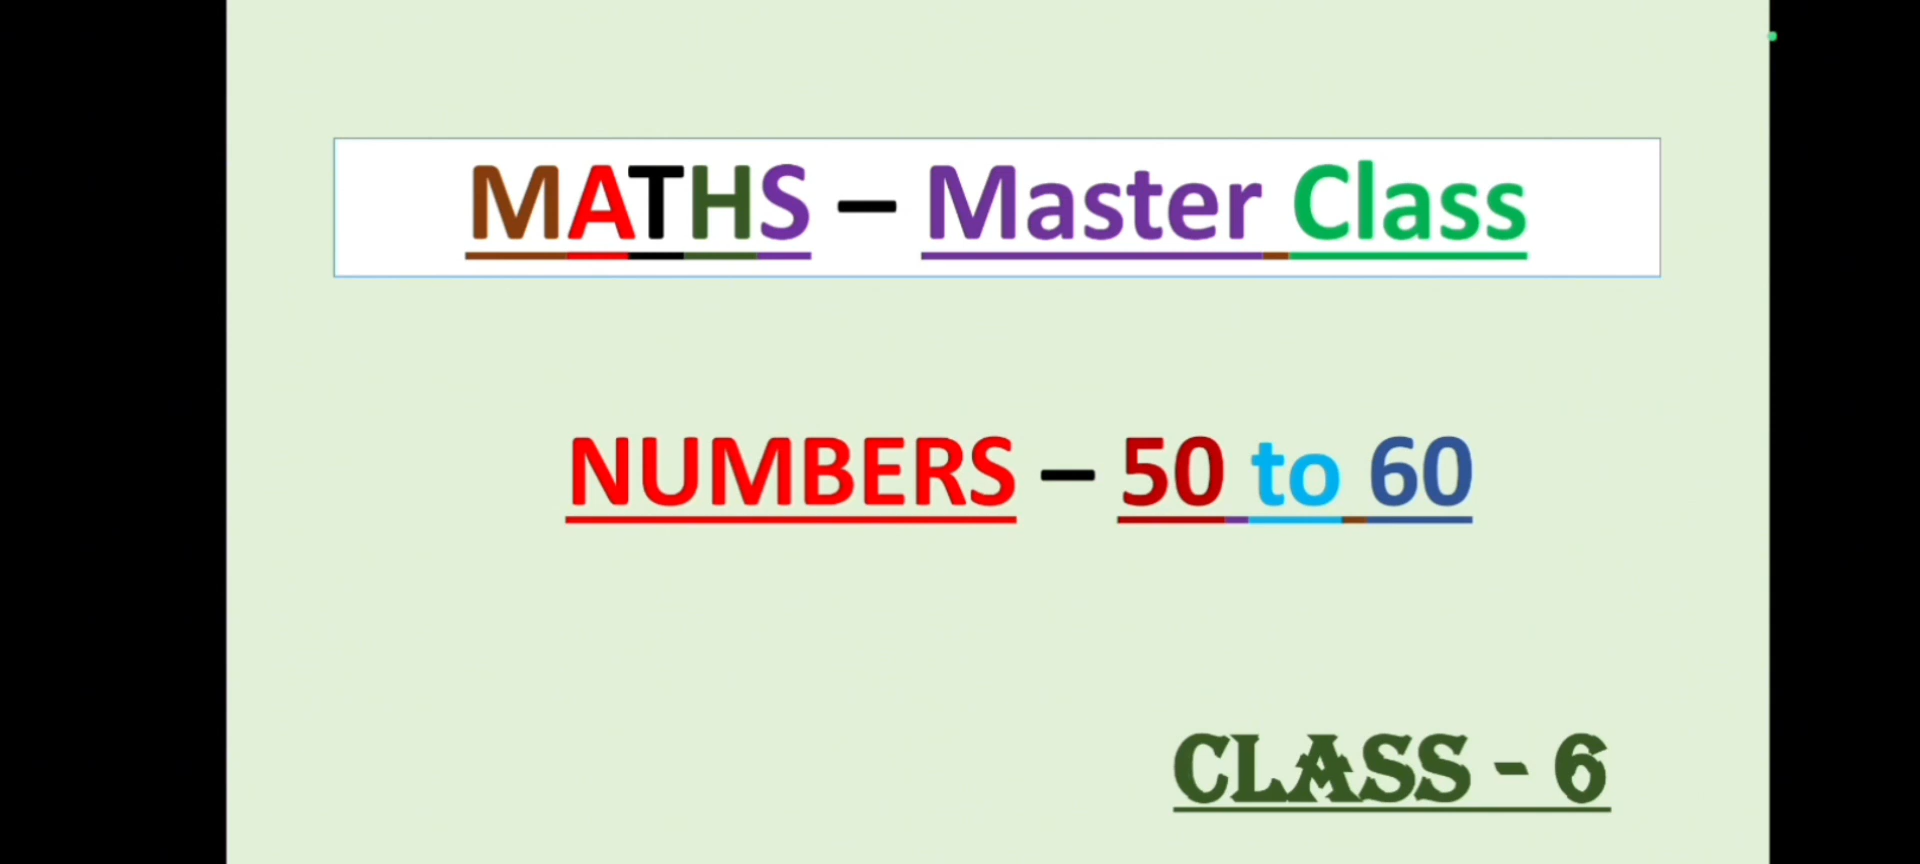 MATHS – Master Class
NUMBERS – 50 to 60
CLASS - 6